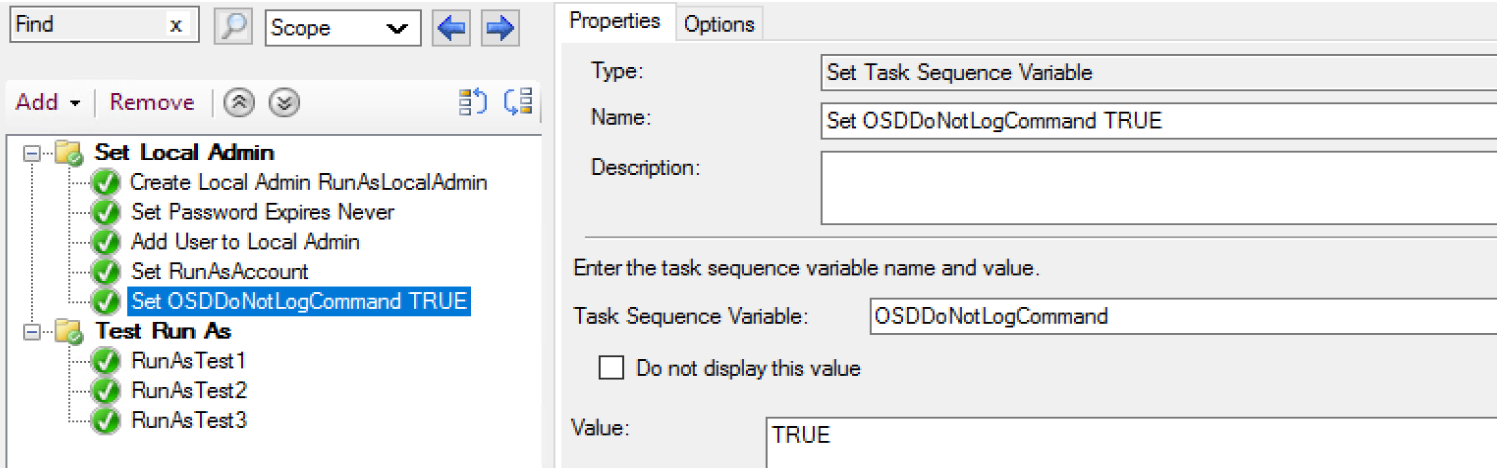 Find x Scope
Add Remove
Set Local Admin
Create Local Admin RunAsLocalAdmin
Set Password Expires Never
Add User to Local Admin
Set RunAsAccount
Set OSDDoNotLogCommand TRUE
Test Run As
RunAsTest1
RunAsTest2
RunAsTest3
Properties Options
Type: Set Task Sequence Variable
Name: Set OSDDoNotLogCommand TRUE
Description:
Enter the task sequence variable name and value.
Task Sequence Variable: OSDDoNotLogCommand
Do not display this value
Value: TRUE